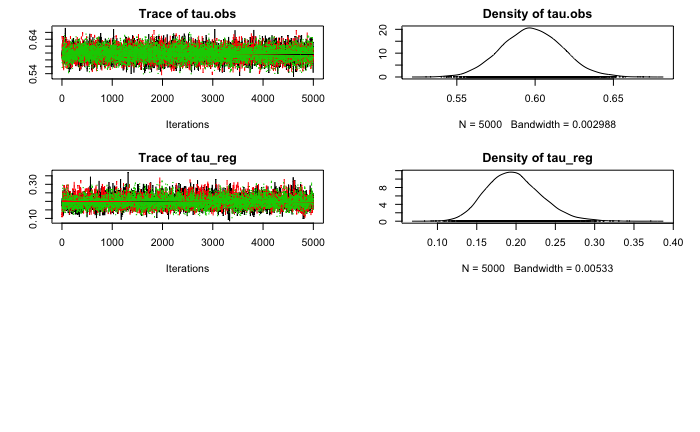 Trace of tau.obs
0.54 0.64
0 1000 2000 3000 4000 5000
Iterations
Density of tau.obs
0 10 20
0.55 0.60 0.65
N = 5000 Bandwidth = 0.002988
Trace of tau_reg
0.10 0.30
0 1000 2000 3000 4000 5000
Iterations
Density of tau_reg
0 4 8
0.10 0.15 0.20 0.25 0.30 0.35 0.40
N = 5000 Bandwidth = 0.00533